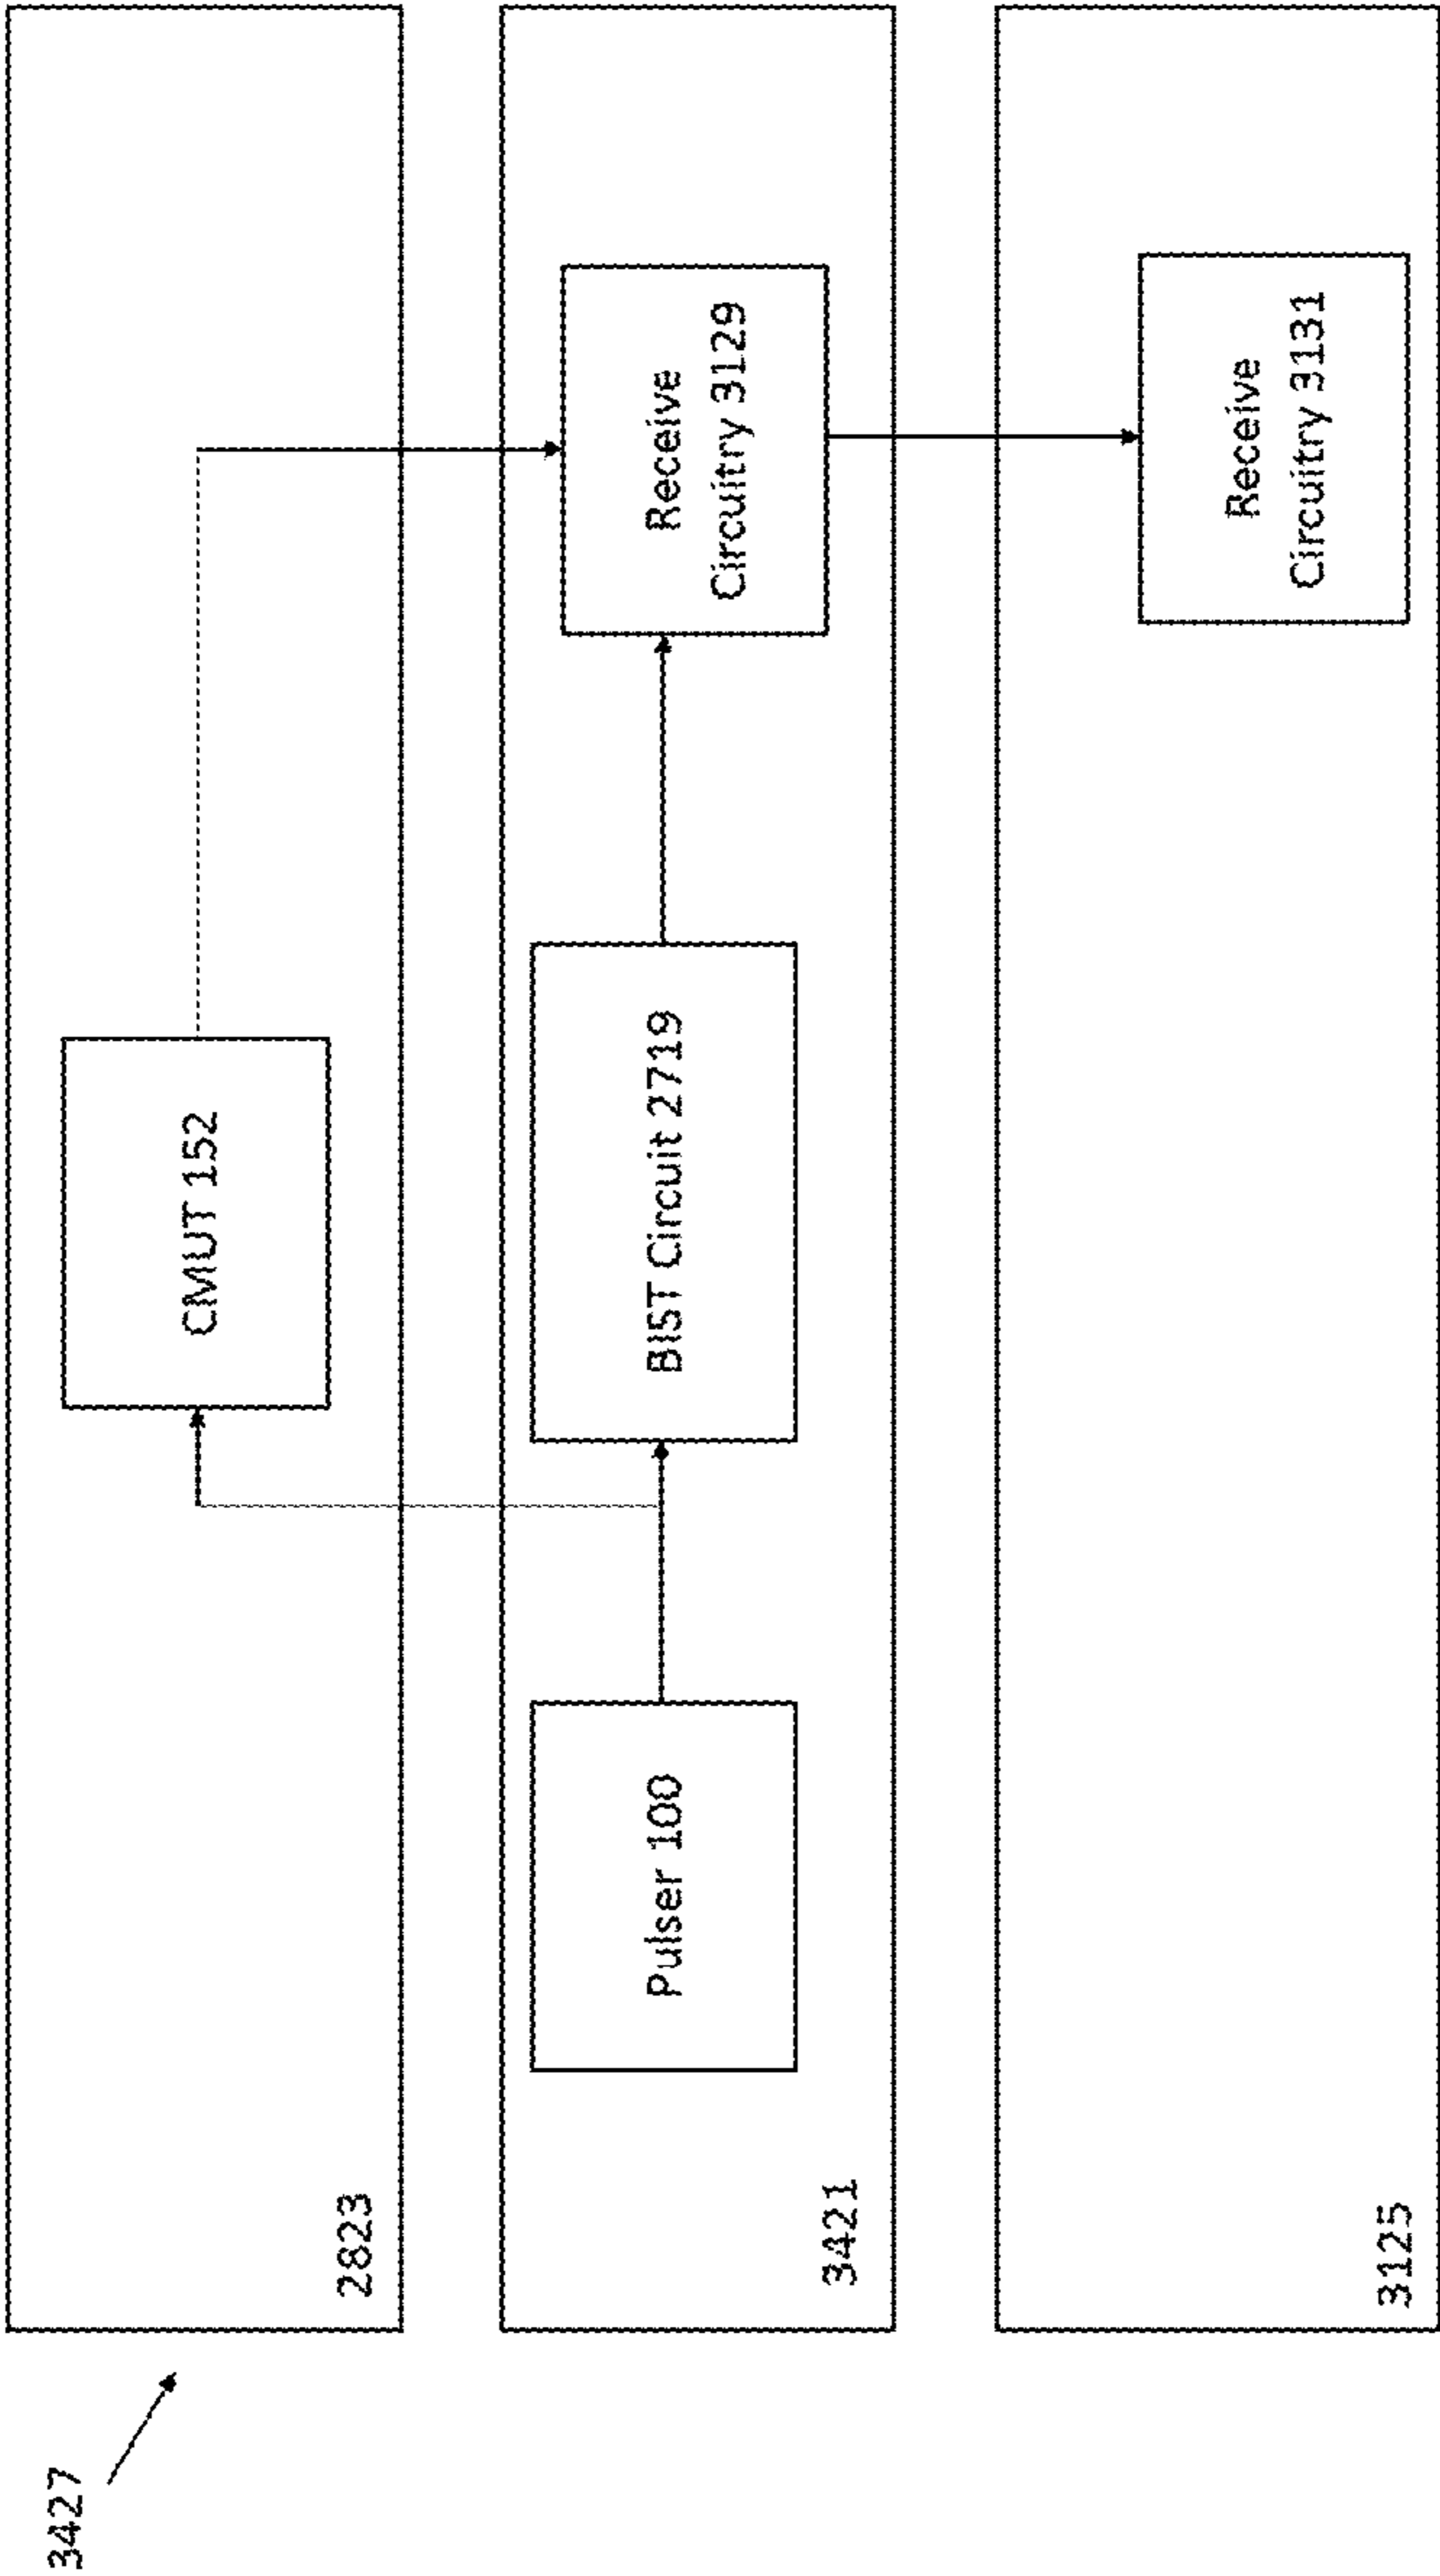 3427
2823
CMUT 152
3421
Pulser 100
BIST Circuit 2719
Receive
Circuitry 3129
3125
Receive
Circuitry 3131